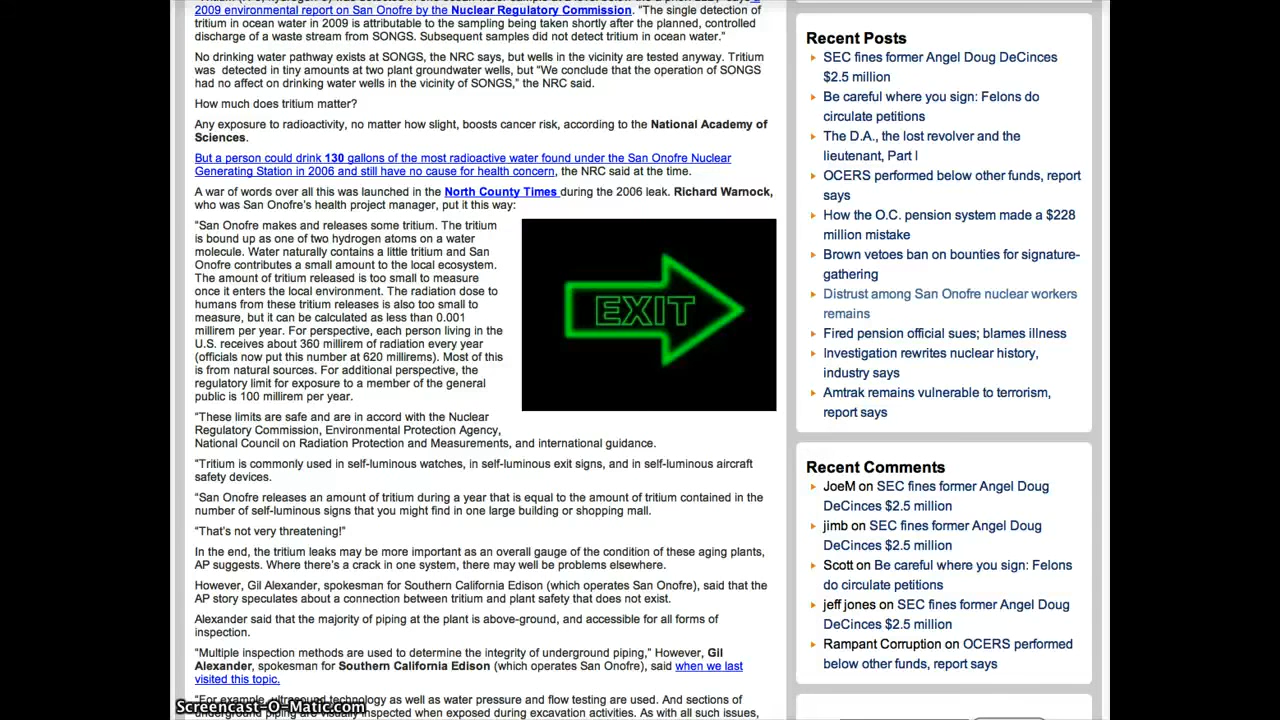 2009 environmental report on San Onofre by the Nuclear Regulatory Commission. "The single detection of
tritium in ocean water in 2009 is attributable to the sampling being taken shortly after the planned, controlled
discharge of a waste stream from SONGS. Subsequent samples did not detect tritium in ocean water."
No drinking water pathway exists at SONGS, the NRC says, but wells in the vicinity are tested anyway. Tritium
was detected in tiny amounts at two plant groundwater wells, but "We conclude that the operation of SONGS
had no affect on drinking water wells in the vicinity of SONGS," the NRC said.
How much does tritium matter?
Any exposure to radioactivity, no matter how slight, boosts cancer risk, according to the National Academy of
Sciences.
But a person could drink 130 gallons of the most radioactive water found under the San Onofre Nuclear
Generating Station in 2006 and still have no cause for health concern, the NRC said at the time.
A war of words over all this was launched in the North County Times during the 2006 leak. Richard Warnock,
who was San Onofre's health project manager, put it this way:
"San Onofre makes and releases some tritium. The tritium
is bound up as one of two hydrogen atoms on a water
molecule. Water naturally contains a little tritium and San
Onofre contributes a small amount to the local ecosystem.
The amount of tritium released is too small to measure
once it enters the local environment. The radiation dose to
humans from these tritium releases is also too small to
measure, but it can be calculated as less than 0.001
millirem per year. For perspective, each person living in the
U.S. receives about 360 millirem of radiation every year
(officials now put this number at 620 millirems). Most of this
is from natural sources. For additional perspective, the
regulatory limit for exposure to a member of the general
public is 100 millirem per year.
EXIT
"These limits are safe and are in accord with the Nuclear
Regulatory Commission, Environmental Protection Agency,
National Council on Radiation Protection and Measurements, and international guidance.
"Tritium is commonly used in self-luminous watches, in self-luminous exit signs, and in self-luminous aircraft
safety devices.
"San Onofre releases an amount of tritium during a year that is equal to the amount of tritium contained in the
number of self-luminous signs that you might find in one large building or shopping mall.
"That's not very threatening!"
In the end, the tritium leaks may be more important as an overall gauge of the condition of these aging plants,
AP suggests. Where there's a crack in one system, there may well be problems elsewhere.
However, Gil Alexander, spokesman for Southern California Edison (which operates San Onofre), said that the
AP story speculates about a connection between tritium and plant safety that does not exist.
Alexander said that the majority of piping at the plant is above-ground, and accessible for all forms of
inspection.
"Multiple inspection methods are used to determine the integrity of underground piping," However, Gil
Alexander, spokesman for Southern California Edison (which operates San Onofre), said when we last
visited this topic.
"For example, ultrasound technology as well as water pressure and flow testing are used. And sections of
underground piping are visually inspected when exposed during excavation activities. As with all such issues,
Screencast-O-Matic.com
Recent Posts
SEC fines former Angel Doug DeCinces
$2.5 million
Be careful where you sign: Felons do
circulate petitions
The D.A., the lost revolver and the
lieutenant, Part I
OCERS performed below other funds, report
says
How the O.C. pension system made a $228
million mistake
Brown vetoes ban on bounties for signature-
gathering
Distrust among San Onofre nuclear workers
remains
Fired pension official sues; blames illness
Investigation rewrites nuclear history,
industry says
Amtrak remains vulnerable to terrorism,
report says
Recent Comments
JoeM on SEC fines former Angel Doug
DeCinces $2.5 million
jimb on SEC fines former Angel Doug
DeCinces $2.5 million
Scott on Be careful where you sign: Felons
do circulate petitions
jeff jones on SEC fines former Angel Doug
DeCinces $2.5 million
Rampant Corruption on OCERS performed
below other funds, report says